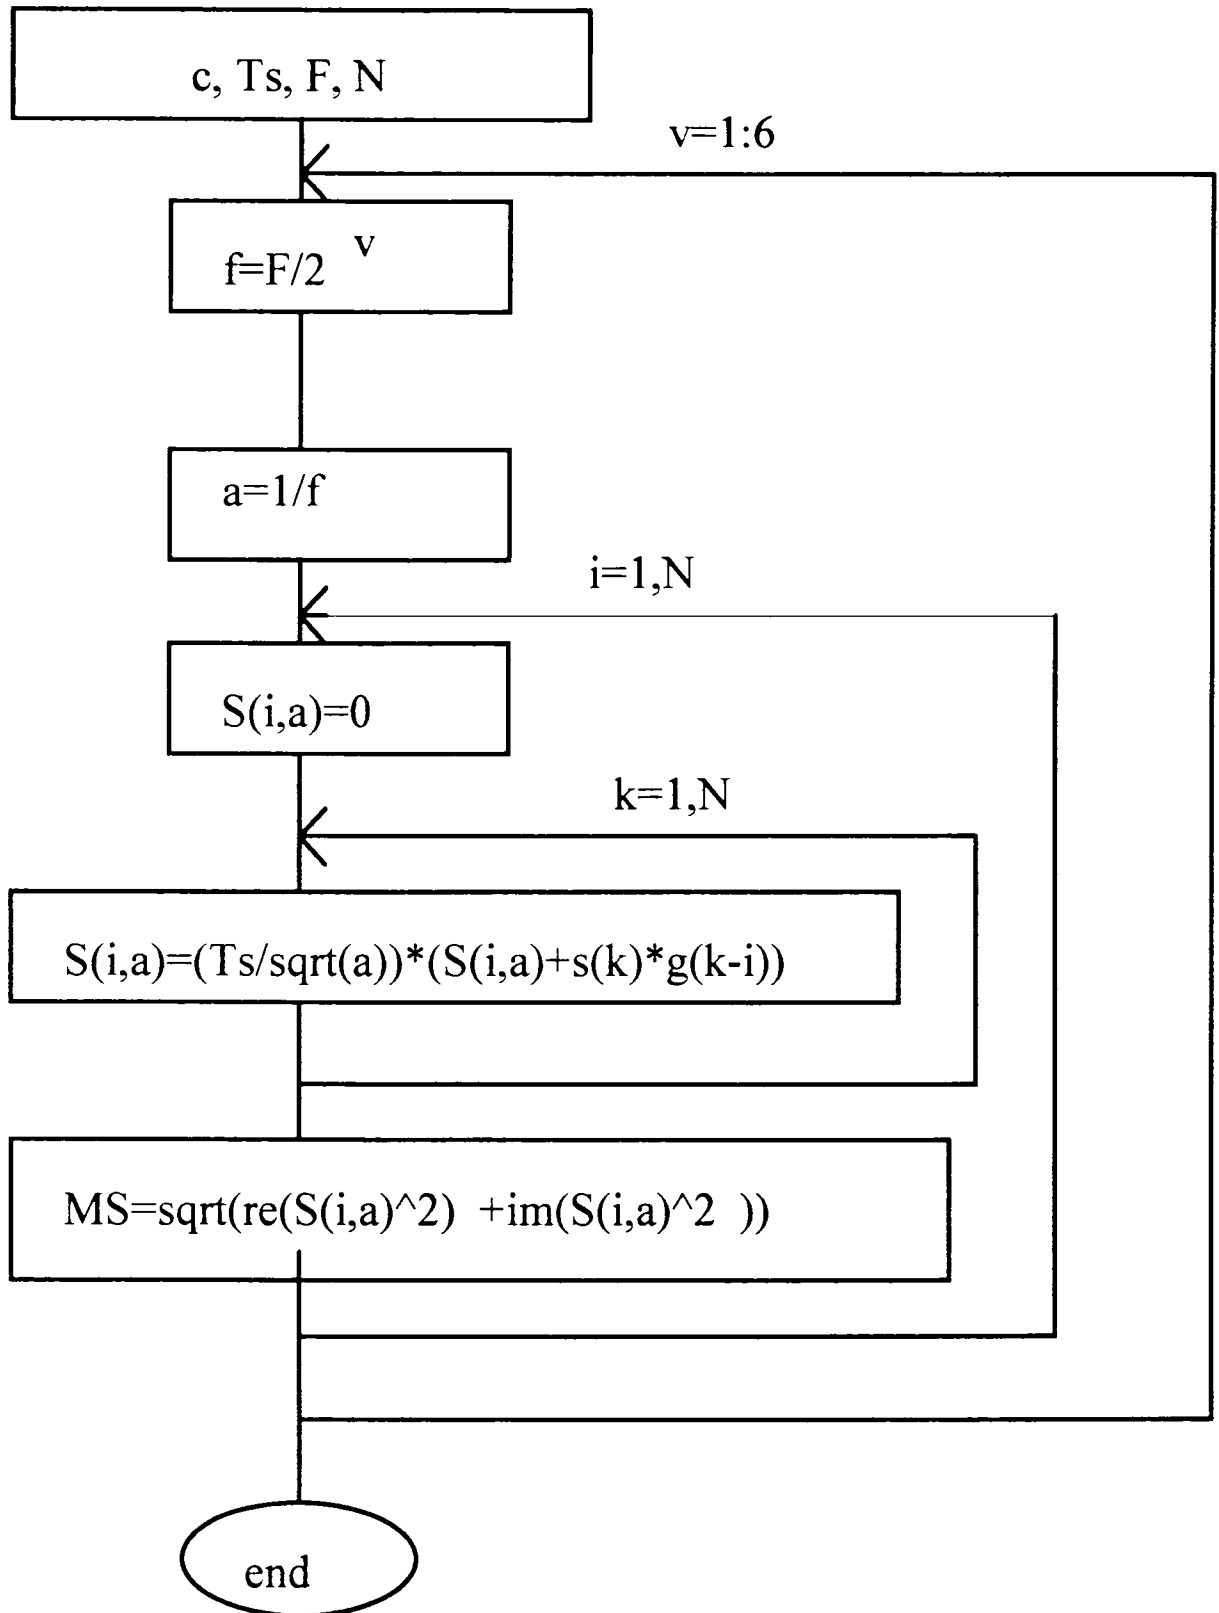 c, Ts, F, N
v=1:6
v
f=F/2
a=1/f
i=1,N
S(i,a)=0
k=1,N
S(i,a)=(Ts/sqrt(a))*(S(i,a)+s(k)*g(k-i))
MS=sqrt(re(S(i,a)^2) +im(S(i,a)^2 ))
end